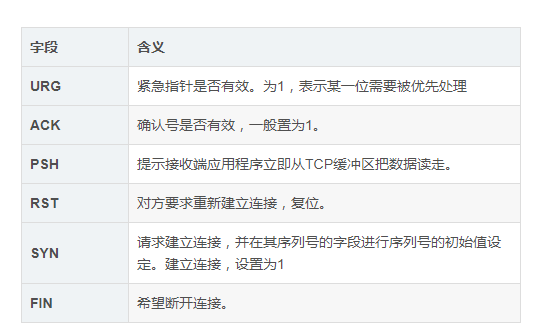 字段 含义
URG 紧急指针是否有效。为1，表示某一位需要被优先处理
ACK 确认号是否有效，一般置为1。
PSH 提示接收端应用程序立即从TCP缓冲区把数据读走。
RST 对方要求重新建立连接，复位。
SYN 请求建立连接，并在其序列号的字段进行序列号的初始值设
定。建立连接，设置为1
FIN 希望断开连接。